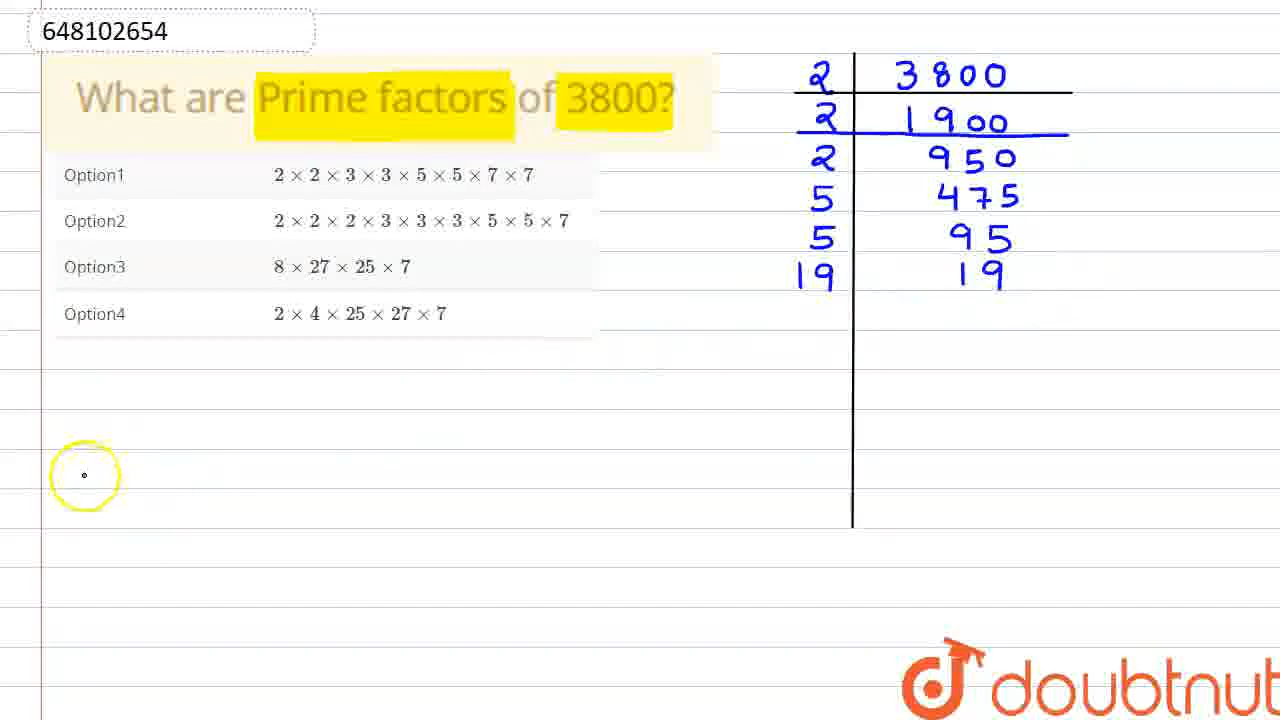 648102654
What are Prime factors of 3800?
Option1 2 × 2 × 3 × 3 × 5 × 5 × 7 × 7
Option2 2 × 2 × 2 × 3 × 3 × 3 × 5 × 5 × 7
Option3 8 × 27 × 25 × 7
Option4 2 × 4 × 25 × 27 × 7
2 3800
2 1900
2 950
5 475
5 95
19 19
doubtnut